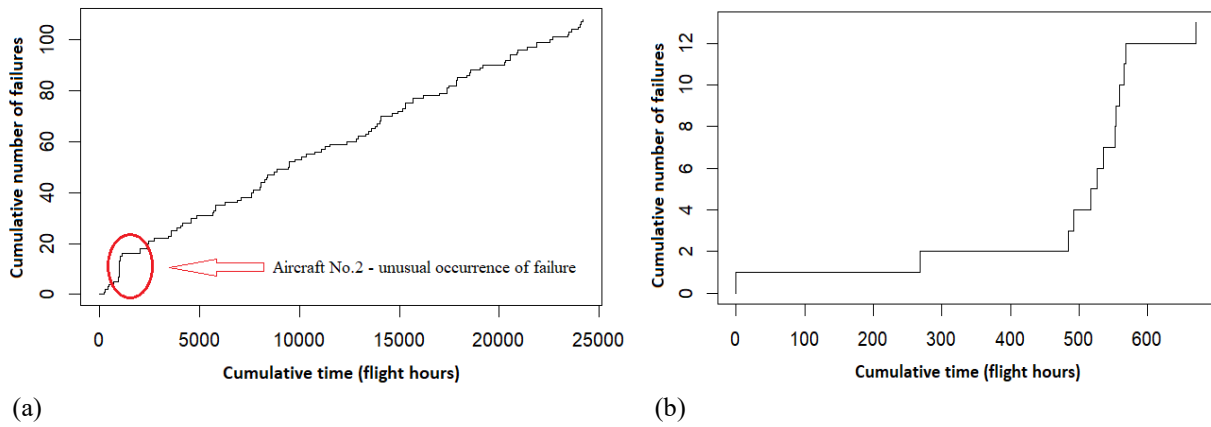 Cumulative number of failures
100
80
60
40
20
0
Aircraft No.2 - unusual occurrence of failure
0 5000 10000 15000 20000 25000
Cumulative time (flight hours)
(a)
Cumulative number of failures
12
10
8
6
4
2
0
0 100 200 300 400 500 600
Cumulative time (flight hours)
(b)